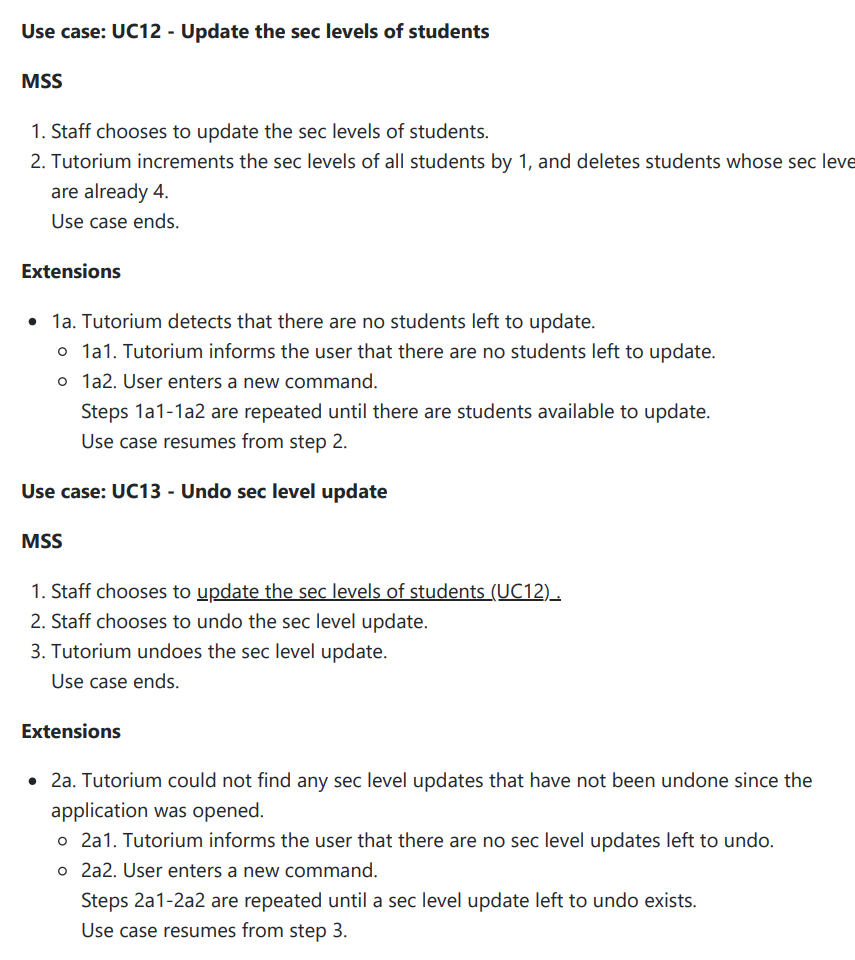 Use case: UC12 - Update the sec levels of students
MSS
1. Staff chooses to update the sec levels of students.
2. Tutorium increments the sec levels of all students by 1, and deletes students whose sec leve
are already 4.
Use case ends.
Extensions
• 1a. Tutorium detects that there are no students left to update.
○ 1a1. Tutorium informs the user that there are no students left to update.
○ 1a2. User enters a new command.
Steps 1a1-1a2 are repeated until there are students available to update.
Use case resumes from step 2.
Use case: UC13 - Undo sec level update
MSS
1. Staff chooses to update the sec levels of students (UC12) .
2. Staff chooses to undo the sec level update.
3. Tutorium undoes the sec level update.
Use case ends.
Extensions
• 2a. Tutorium could not find any sec level updates that have not been undone since the
application was opened.
○ 2a1. Tutorium informs the user that there are no sec level updates left to undo.
○ 2a2. User enters a new command.
Steps 2a1-2a2 are repeated until a sec level update left to undo exists.
Use case resumes from step 3.